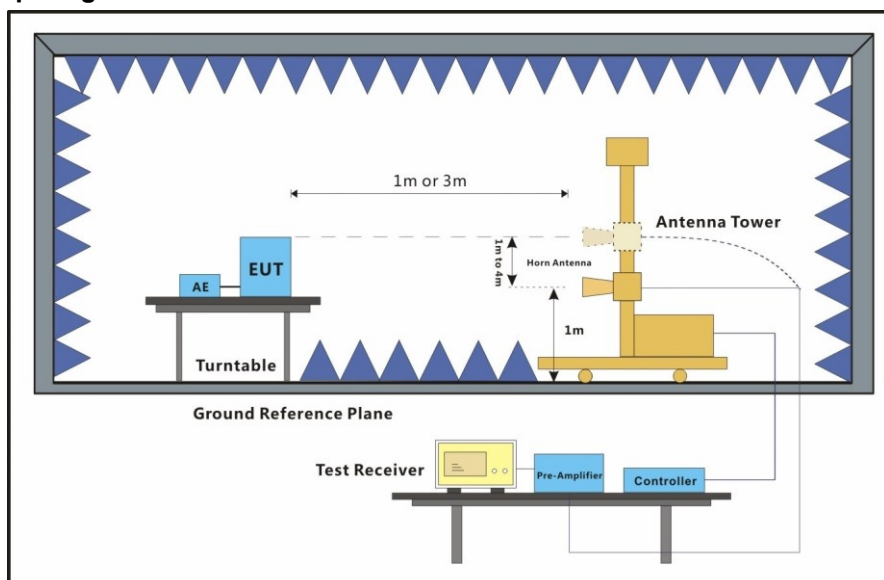 1m or 3m
Antenna Tower
1m to 4m
Horn Antenna
EUT
AE
1m
Turntable
Ground Reference Plane
Test Receiver
Pre-Amplifier
Controller